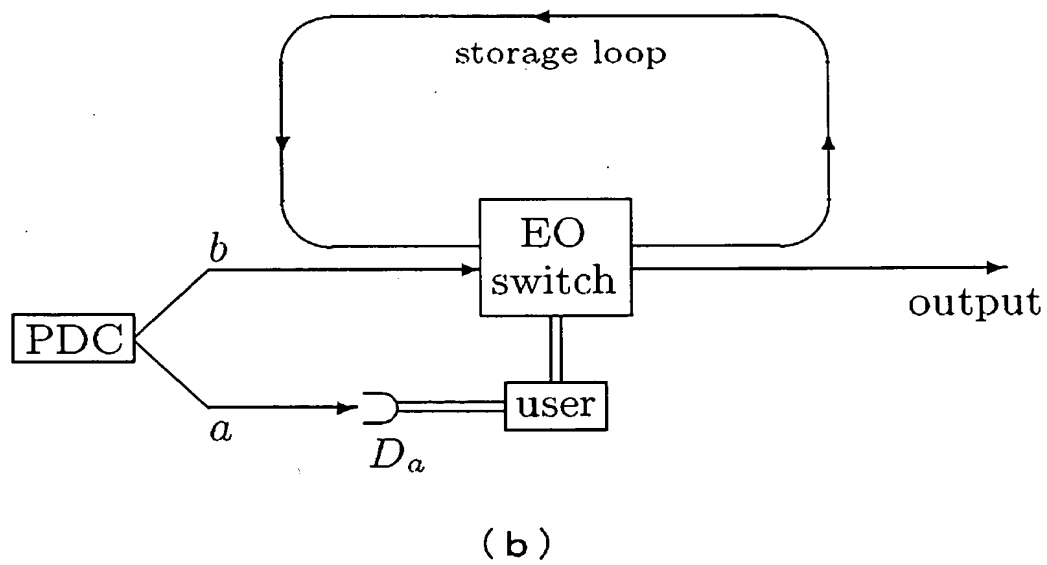 storage loop
EO
switch
b
output
PDC
a
user
Da
(b)